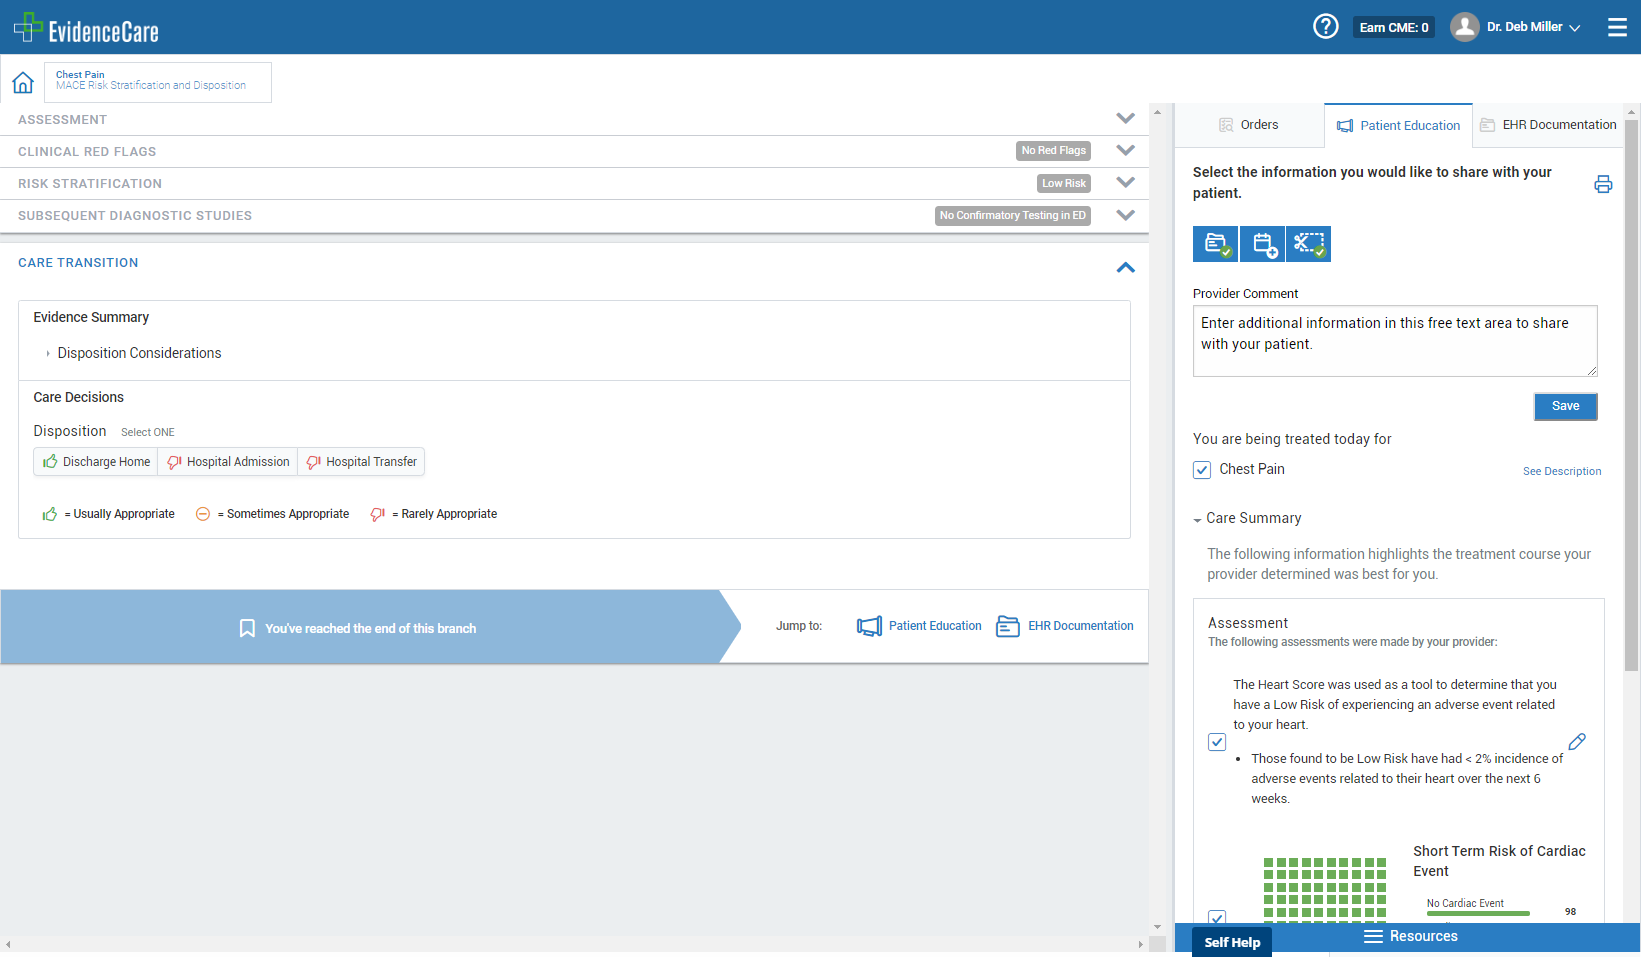 EvidenceCare
Earn CME: 0
Dr. Deb Miller
Chest Pain
MACE Risk Stratification and Disposition
ASSESSMENT
CLINICAL RED FLAGS
No Red Flags
RISK STRATIFICATION
Low Risk
SUBSEQUENT DIAGNOSTIC STUDIES
No Confirmatory Testing in ED
CARE TRANSITION
Evidence Summary
Disposition Considerations
Care Decisions
Disposition Select ONE
Discharge Home Hospital Admission Hospital Transfer
= Usually Appropriate = Sometimes Appropriate = Rarely Appropriate
You've reached the end of this branch
Jump to: Patient Education EHR Documentation
Orders Patient Education EHR Documentation
Select the information you would like to share with your
patient.
Provider Comment
Enter additional information in this free text area to share
with your patient.
Save
You are being treated today for
Chest Pain
See Description
Care Summary
The following information highlights the treatment course your
provider determined was best for you.
Assessment
The following assessments were made by your provider:
The Heart Score was used as a tool to determine that you
have a Low Risk of experiencing an adverse event related
to your heart.
• Those found to be Low Risk have had < 2% incidence of
adverse events related to their heart over the next 6
weeks.
Short Term Risk of Cardiac
Event
No Cardiac Event
98
Self Help
Resources